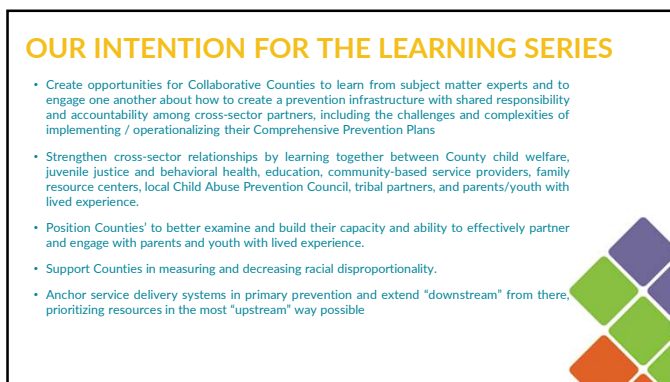 OUR INTENTION FOR THE LEARNING SERIES
• Create opportunities for Collaborative Counties to learn from subject matter experts and to
engage one another about how to create a prevention infrastructure with shared responsibility
and accountability among cross-sector partners, including the challenges and complexities of
implementing / operationalizing their Comprehensive Prevention Plans
• Strengthen cross-sector relationships by learning together between County child welfare,
juvenile justice and behavioral health, education, community-based service providers, family
resource centers, local Child Abuse Prevention Council, tribal partners, and parents/youth with
lived experience.
• Position Counties’ to better examine and build their capacity and ability to effectively partner
and engage with parents and youth with lived experience.
• Support Counties in measuring and decreasing racial disproportionality.
• Anchor service delivery systems in primary prevention and extend “downstream” from there,
prioritizing resources in the most “upstream” way possible